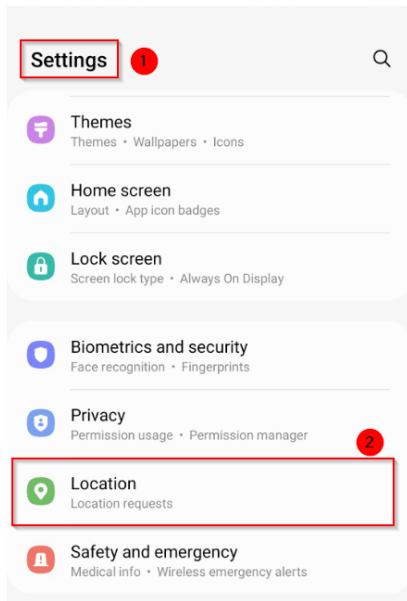 Settings 1
Themes
Themes • Wallpapers • Icons
Home screen
Layout • App icon badges
Lock screen
Screen lock type • Always On Display
Biometrics and security
Face recognition • Fingerprints
Privacy
Permission usage • Permission manager
2
Location
Location requests
Safety and emergency
Medical info • Wireless emergency alerts